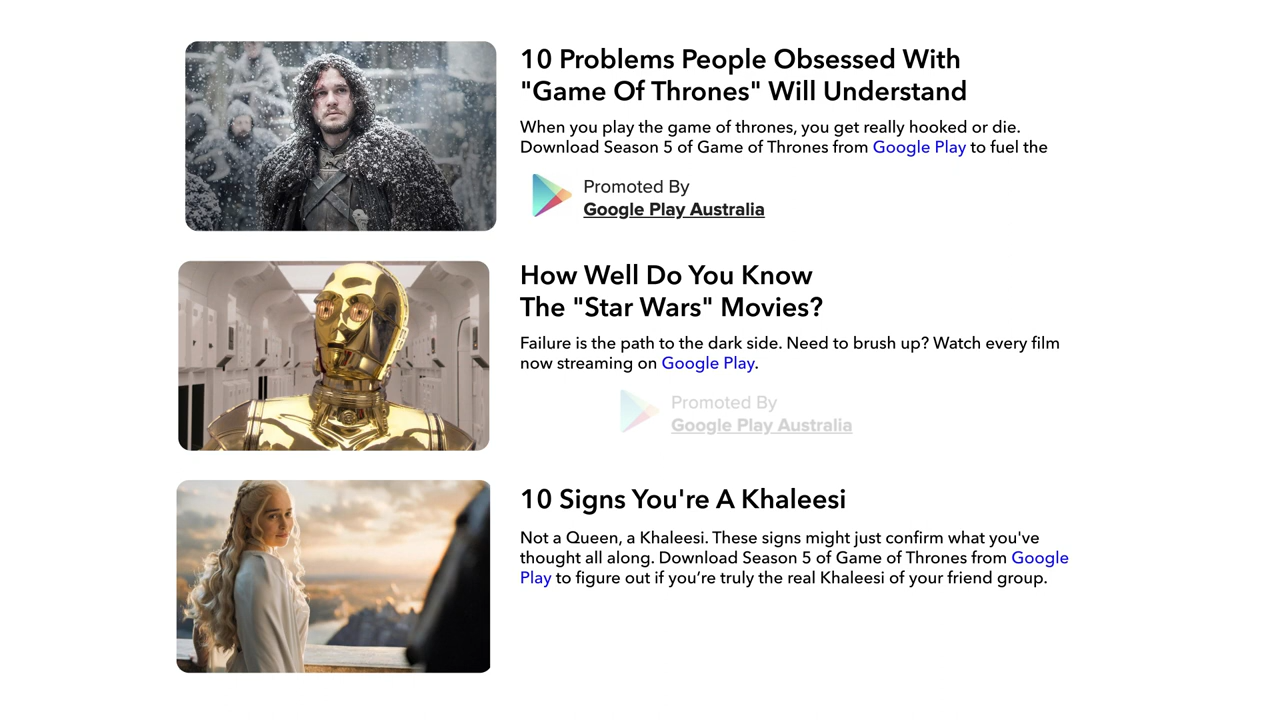 10 Problems People Obsessed With
"Game Of Thrones" Will Understand
When you play the game of thrones, you get really hooked or die.
Download Season 5 of Game of Thrones from Google Play to fuel the
Promoted By
Google Play Australia
How Well Do You Know
The "Star Wars" Movies?
Failure is the path to the dark side. Need to brush up? Watch every film
now streaming on Google Play.
Promoted By
Google Play Australia
10 Signs You're A Khaleesi
Not a Queen, a Khaleesi. These signs might just confirm what you've
thought all along. Download Season 5 of Game of Thrones from Google
Play to figure out if you’re truly the real Khaleesi of your friend group.